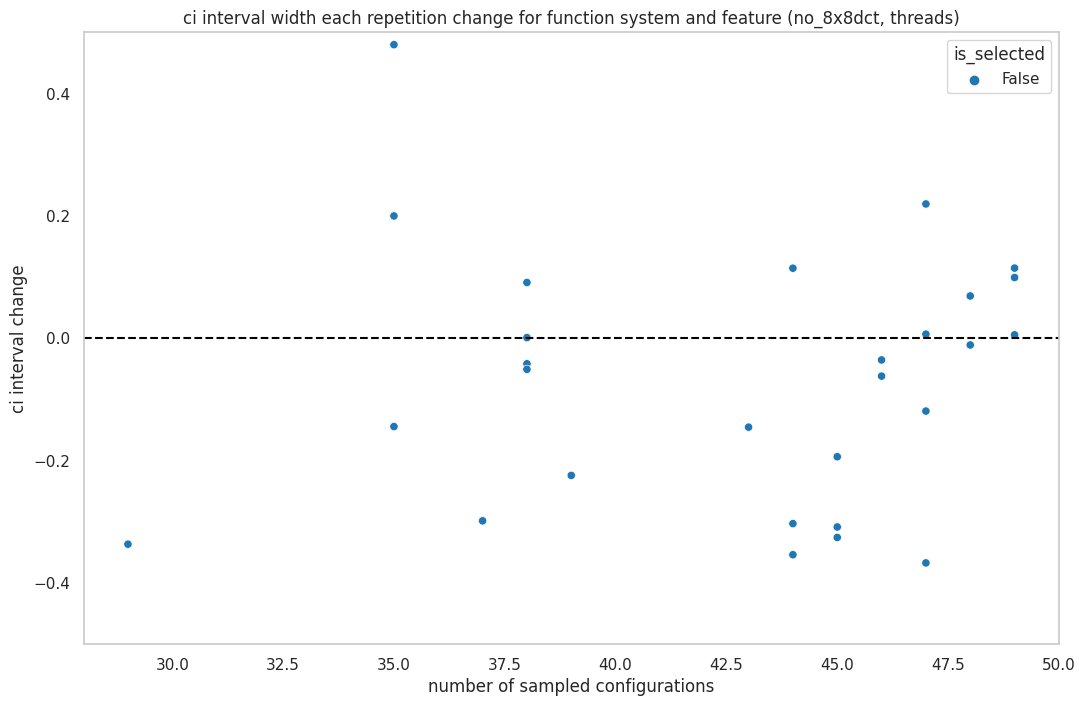 ci interval width each repetition change for function system and feature (no_8x8dct, threads)
is_selected
False
ci interval change
0.4
0.2
0.0
−0.2
−0.4
30.0 32.5 35.0 37.5 40.0 42.5 45.0 47.5 50.0
number of sampled configurations